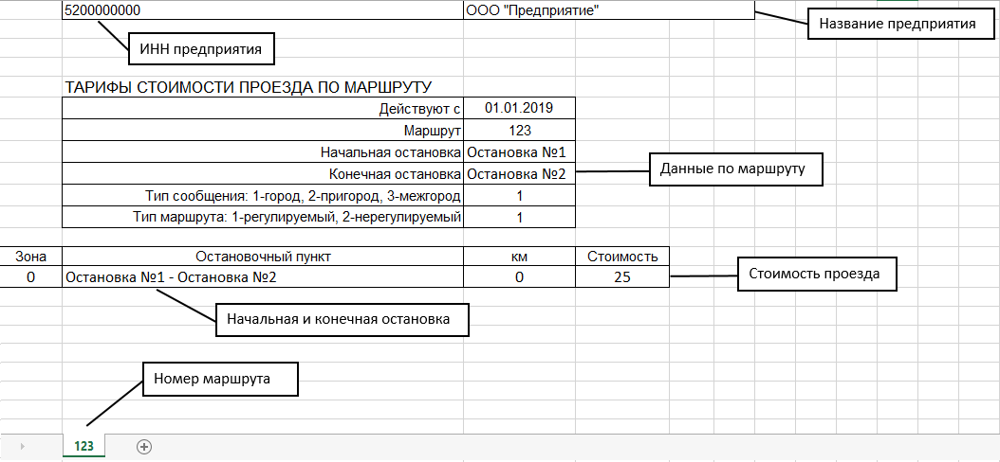 5200000000 ООО "Предприятие"
Название предприятия
ИНН предприятия
ТАРИФЫ СТОИМОСТИ ПРОЕЗДА ПО МАРШРУТУ
Действуют с 01.01.2019
Маршрут 123
Начальная остановка Остановка №1
Конечная остановка Остановка №2
Данные по маршруту
Тип сообщения: 1-город, 2-пригород, 3-межгород 1
Тип маршрута: 1-регулируемый, 2-нерегулируемый 1
Зона Остановочный пункт км Стоимость
0 Остановка №1 - Остановка №2 0 25
Стоимость проезда
Начальная и конечная остановка
Номер маршрута
123